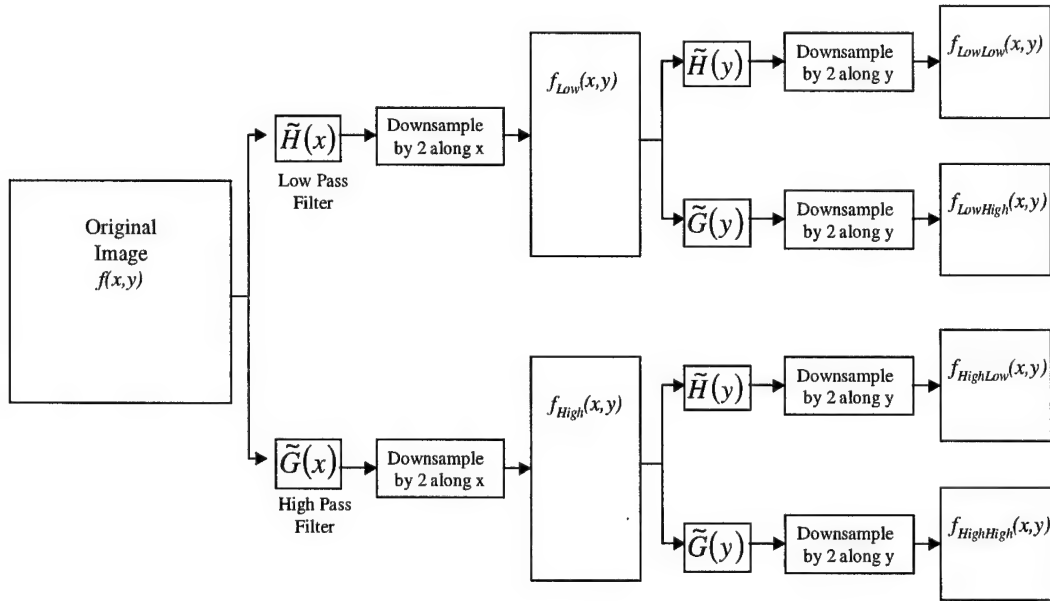 Original
Image
f(x,y)
H̃(x)
Low Pass
Filter
Downsample
by 2 along x
f_Low(x,y)
H̃(y)
Downsample
by 2 along y
f_LowLow(x,y)
G̃(y)
Downsample
by 2 along y
f_LowHigh(x,y)
G̃(x)
High Pass
Filter
Downsample
by 2 along x
f_High(x,y)
H̃(y)
Downsample
by 2 along y
f_HighLow(x,y)
G̃(y)
Downsample
by 2 along y
f_HighHigh(x,y)